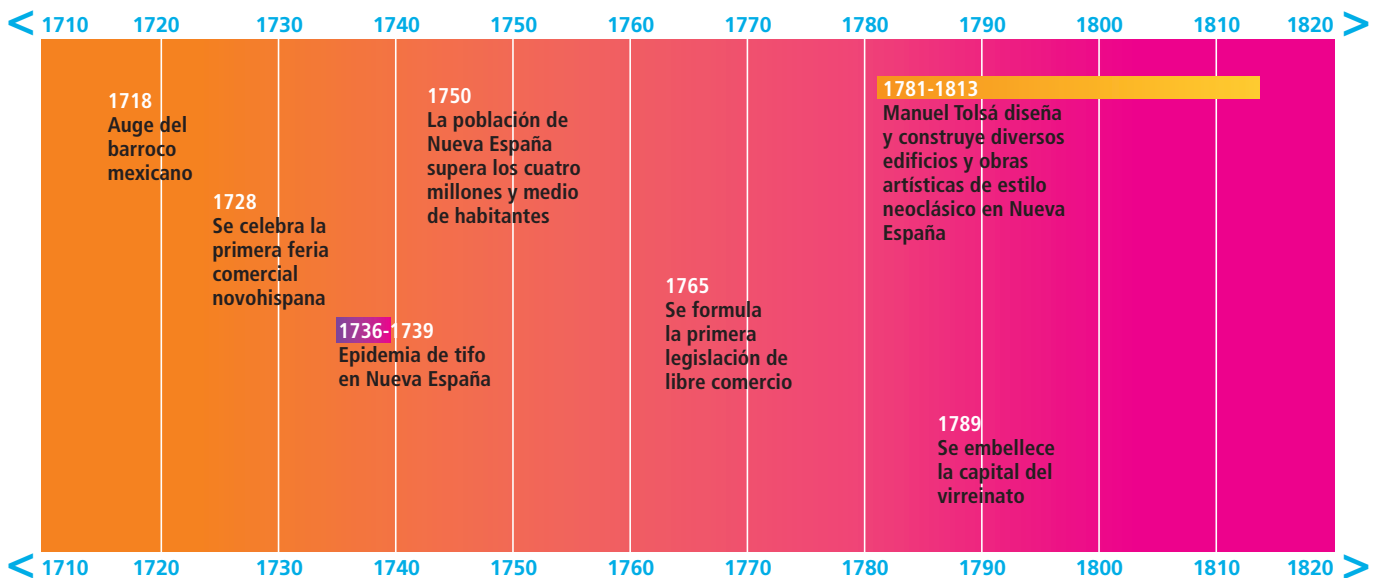 < 1710 1720 1730 1740 1750 1760 1770 1780 1790 1800 1810 1820 >
1718
Auge del
barroco
mexicano
1728
Se celebra la
primera feria
comercial
novohispana
1736-1739
Epidemia de tifo
en Nueva España
1750
La población de
Nueva España
supera los cuatro
millones y medio
de habitantes
1765
Se formula
la primera
legislación de
libre comercio
1781-1813
Manuel Tolsá diseña
y construye diversos
edificios y obras
artísticas de estilo
neoclásico en Nueva
España
1789
Se embellece
la capital del
virreinato
< 1710 1720 1730 1740 1750 1760 1770 1780 1790 1800 1810 1820 >